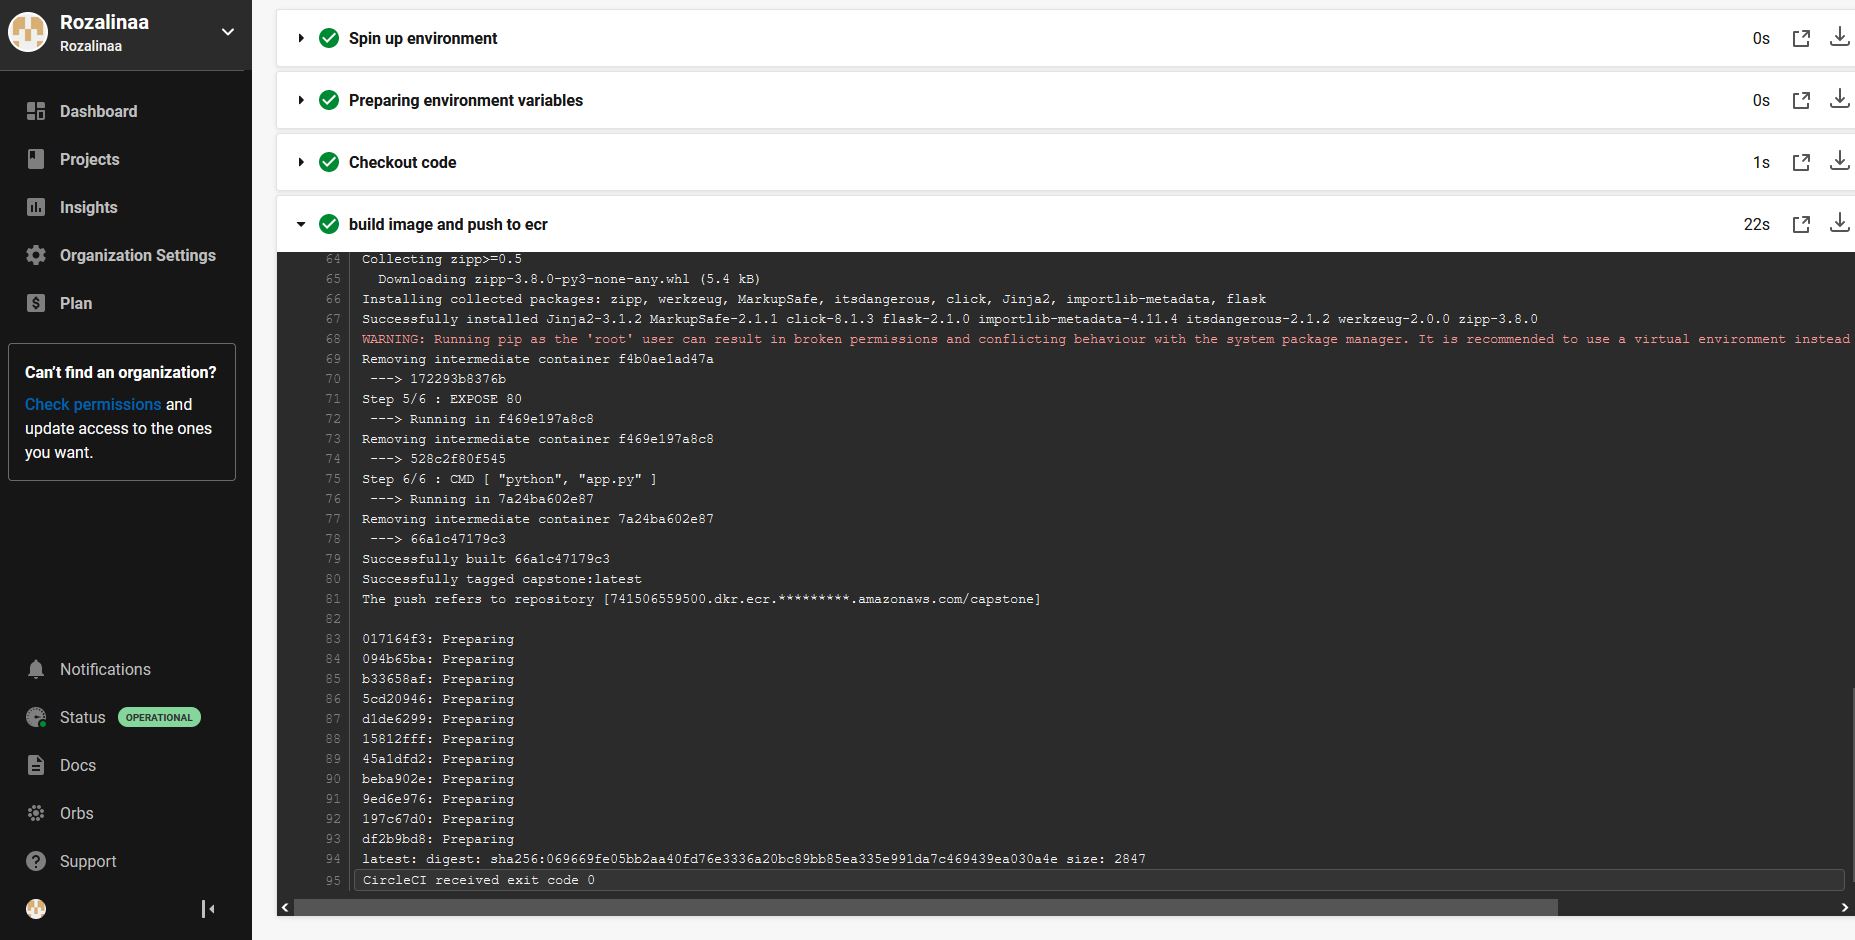 Rozalinaa
Rozalinaa
Dashboard
Projects
Insights
Organization Settings
Plan
Can't find an organization?
Check permissions and
update access to the ones
you want.
Notifications
Status OPERATIONAL
Docs
Orbs
Support
Spin up environment 0s
Preparing environment variables 0s
Checkout code 1s
build image and push to ecr 22s
64 Collecting zipp>=0.5
65 Downloading zipp-3.8.0-py3-none-any.whl (5.4 kB)
66 Installing collected packages: zipp, werkzeug, MarkupSafe, itsdangerous, click, Jinja2, importlib-metadata, flask
67 Successfully installed Jinja2-3.1.2 MarkupSafe-2.1.1 click-8.1.3 flask-2.1.0 importlib-metadata-4.11.4 itsdangerous-2.1.2 werkzeug-2.0.0 zipp-3.8.0
68 WARNING: Running pip as the 'root' user can result in broken permissions and conflicting behaviour with the system package manager. It is recommended to use a virtual environment instead
69 Removing intermediate container f4b0ae1ad47a
70 ---> 172293b8376b
71 Step 5/6 : EXPOSE 80
72 ---> Running in f469e197a8c8
73 Removing intermediate container f469e197a8c8
74 ---> 528c2f80f545
75 Step 6/6 : CMD [ "python", "app.py" ]
76 ---> Running in 7a24ba602e87
77 Removing intermediate container 7a24ba602e87
78 ---> 66a1c47179c3
79 Successfully built 66a1c47179c3
80 Successfully tagged capstone:latest
81 The push refers to repository [741506559500.dkr.ecr.*********.amazonaws.com/capstone]
82
83 017164f3: Preparing
84 094b65ba: Preparing
85 b33658af: Preparing
86 5cd20946: Preparing
87 d1de6299: Preparing
88 15812fff: Preparing
89 45a1dfd2: Preparing
90 beba902e: Preparing
91 9ed6e976: Preparing
92 197c67d0: Preparing
93 df2b9bd8: Preparing
94 latest: digest: sha256:069669fe05bb2aa40fd76e3336a20bc89bb85ea335e991da7c469439ea030a4e size: 2847
95 CircleCI received exit code 0